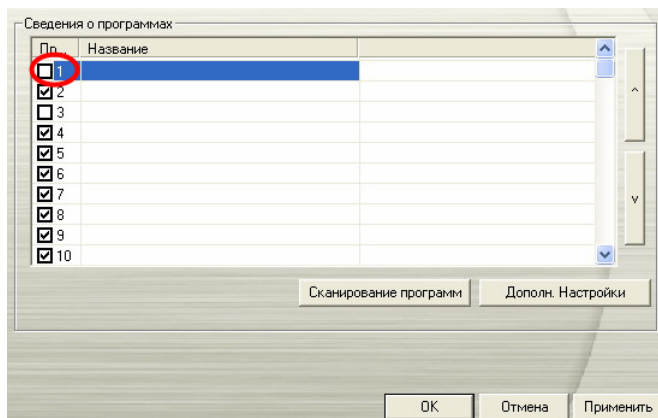 Сведения о программах
Пр... Название
1
2
3
4
5
6
7
8
9
10
^
v
Сканирование программ Дополн. Настройки
OK Отмена Применить